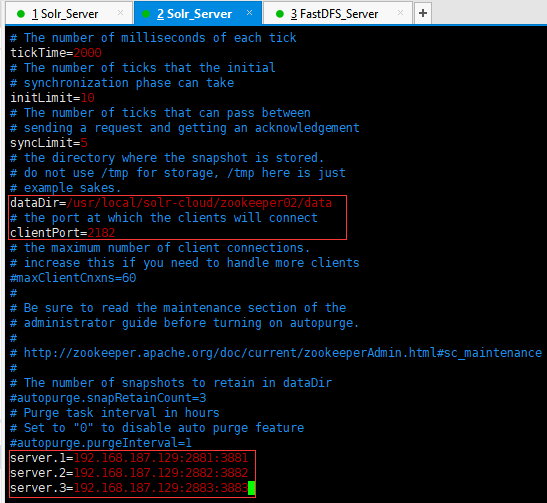 1 Solr_Server × 2 Solr_Server × 3 FastDFS_Server × +
# The number of milliseconds of each tick
tickTime=2000
# The number of ticks that the initial
# synchronization phase can take
initLimit=10
# The number of ticks that can pass between
# sending a request and getting an acknowledgement
syncLimit=5
# the directory where the snapshot is stored.
# do not use /tmp for storage, /tmp here is just
# example sakes.
dataDir=/usr/local/solr-cloud/zookeeper02/data
# the port at which the clients will connect
clientPort=2182
# the maximum number of client connections.
# increase this if you need to handle more clients
#maxClientCnxns=60
#
# Be sure to read the maintenance section of the
# administrator guide before turning on autopurge.
#
# http://zookeeper.apache.org/doc/current/zookeeperAdmin.html#sc_maintenance
#
# The number of snapshots to retain in dataDir
#autopurge.snapRetainCount=3
# Purge task interval in hours
# Set to "0" to disable auto purge feature
#autopurge.purgeInterval=1
server.1=192.168.187.129:2881:3881
server.2=192.168.187.129:2882:3882
server.3=192.168.187.129:2883:3883